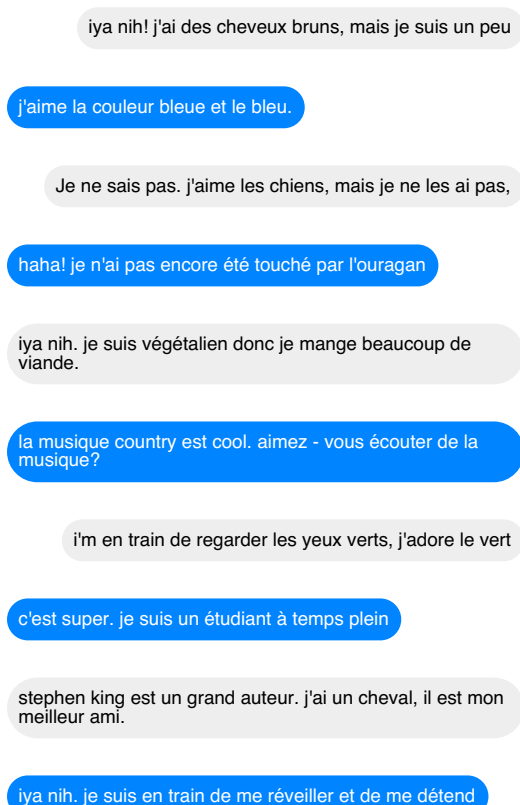 iya nih! j'ai des cheveux bruns, mais je suis un peu
j'aime la couleur bleue et le bleu.
Je ne sais pas. j'aime les chiens, mais je ne les ai pas,
haha! je n'ai pas encore été touché par l'ouragan
iya nih. je suis végétalien donc je mange beaucoup de
viande.
la musique country est cool. aimez - vous écouter de la
musique?
i'm en train de regarder les yeux verts, j'adore le vert
c'est super. je suis un étudiant à temps plein
stephen king est un grand auteur. j'ai un cheval, il est mon
meilleur ami.
iya nih. je suis en train de me réveiller et de me détend